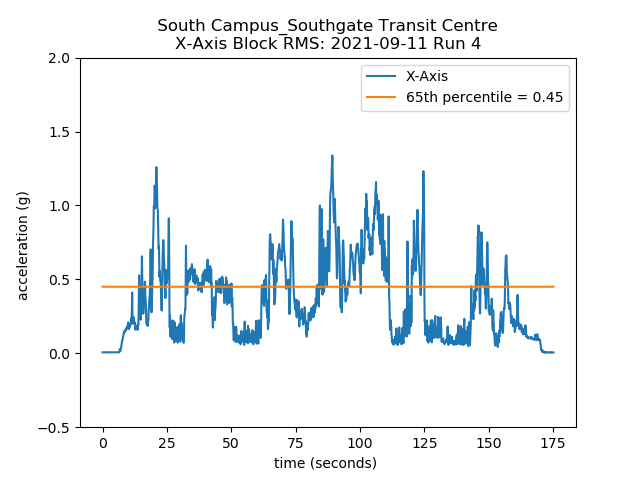 South Campus_Southgate Transit Centre
X-Axis Block RMS: 2021-09-11 Run 4
X-Axis
65th percentile = 0.45
2.0
1.5
1.0
0.5
0.0
−0.5
acceleration (g)
0 25 50 75 100 125 150 175
time (seconds)